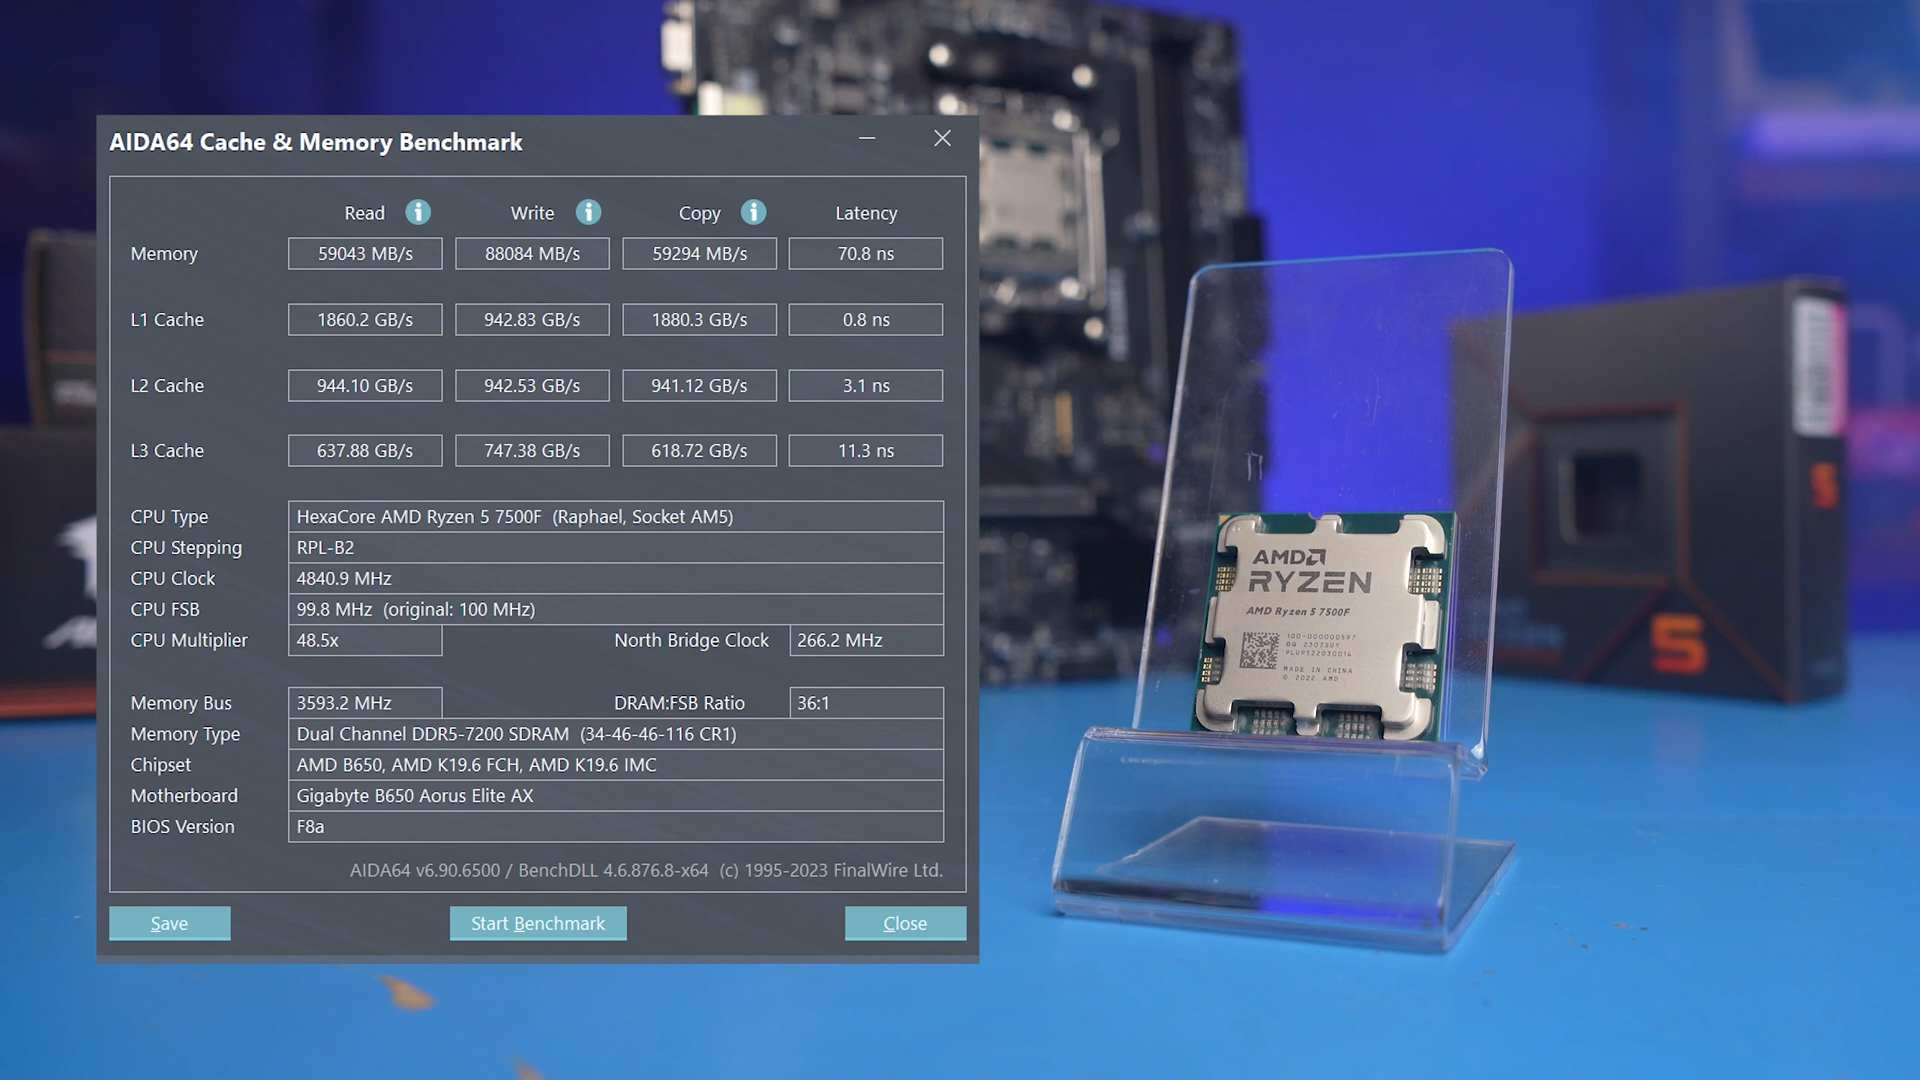 AIDA64 Cache & Memory Benchmark
Read Write Copy Latency
Memory 59043 MB/s 88084 MB/s 59294 MB/s 70.8 ns
L1 Cache 1860.2 GB/s 942.83 GB/s 1880.3 GB/s 0.8 ns
L2 Cache 944.10 GB/s 942.53 GB/s 941.12 GB/s 3.1 ns
L3 Cache 637.88 GB/s 747.38 GB/s 618.72 GB/s 11.3 ns
CPU Type HexaCore AMD Ryzen 5 7500F (Raphael, Socket AM5)
CPU Stepping RPL-B2
CPU Clock 4840.9 MHz
CPU FSB 99.8 MHz (original: 100 MHz)
CPU Multiplier 48.5x North Bridge Clock 266.2 MHz
Memory Bus 3593.2 MHz DRAM:FSB Ratio 36:1
Memory Type Dual Channel DDR5-7200 SDRAM (34-46-46-116 CR1)
Chipset AMD B650, AMD K19.6 FCH, AMD K19.6 IMC
Motherboard Gigabyte B650 Aorus Elite AX
BIOS Version F8a
AIDA64 v6.90.6500 / BenchDLL 4.6.876.8-x64 (c) 1995-2023 FinalWire Ltd.
Save Start Benchmark Close
AMD
RYZEN
AMD Ryzen 5 7500F
100-000000597
BQ 2307SUY
9LU9522030014
MADE IN CHINA
© 2022 AMD
5
5